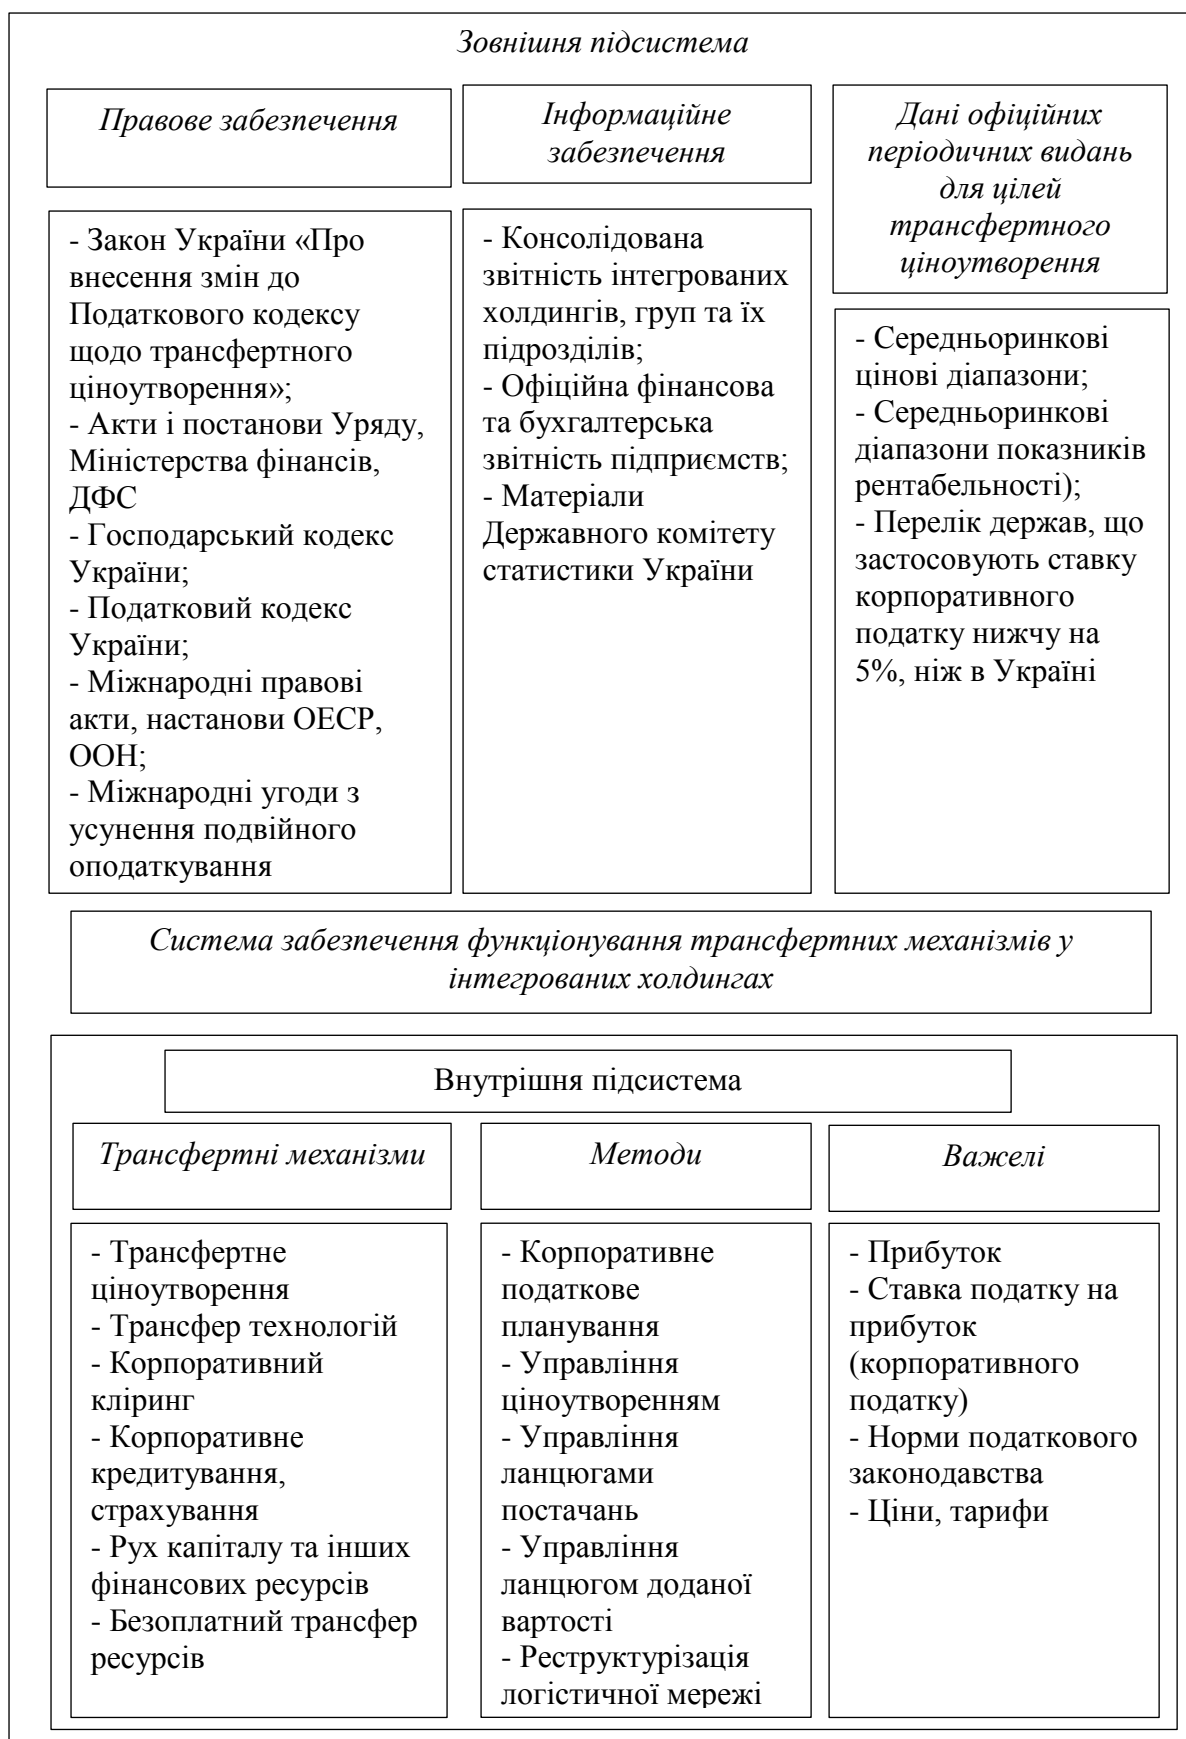 Зовнішня підсистема
Правове забезпечення
Інформаційне
забезпечення
Дані офіційних
періодичних видань
для цілей
трансфертного
ціноутворення
- Закон України «Про
внесення змін до
Податкового кодексу
щодо трансфертного
ціноутворення»;
- Акти і постанови Уряду,
Міністерства фінансів,
ДФС
- Господарський кодекс
України;
- Податковий кодекс
України;
- Міжнародні правові
акти, настанови ОЕСР,
ООН;
- Міжнародні угоди з
усунення подвійного
оподаткування
- Консолідована
звітність інтегрованих
холдингів, груп та їх
підрозділів;
- Офіційна фінансова
та бухгалтерська
звітність підприємств;
- Матеріали
Державного комітету
статистики України
- Середньоринкові
цінові діапазони;
- Середньоринкові
діапазони показників
рентабельності);
- Перелік держав, що
застосовують ставку
корпоративного
податку нижчу на
5%, ніж в Україні
Система забезпечення функціонування трансфертних механізмів у
інтегрованих холдингах
Внутрішня підсистема
Трансфертні механізми
Методи
Важелі
- Трансфертне
ціноутворення
- Трансфер технологій
- Корпоративний
кліринг
- Корпоративне
кредитування,
страхування
- Рух капіталу та інших
фінансових ресурсів
- Безоплатний трансфер
ресурсів
- Корпоративне
податкове
планування
- Управління
ціноутворенням
- Управління
ланцюгами
постачань
- Управління
ланцюгом доданої
вартості
- Реструктурізація
логістичної мережі
- Прибуток
- Ставка податку на
прибуток
(корпоративного
податку)
- Норми податкового
законодавства
- Ціни, тарифи